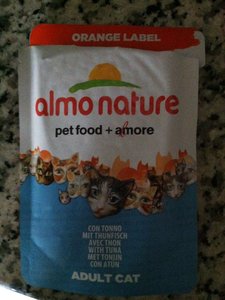 ORANGE LABEL
almo nature
pet food + amore
CON TONNO
MIT THUNFISCH
AVEC THON
WITH TUNA
MET TONIJN
CON ATÚN
ADULT CAT